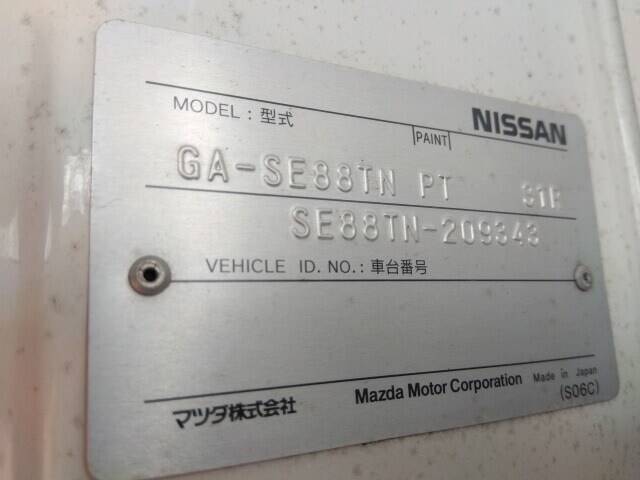 NISSAN
MODEL : 型式 PAINT
GA-SE88TN PT
SE88TN-209343
VEHICLE ID. NO. : 車台番号
マツダ株式会社 Mazda Motor Corporation Made in Japan
(S06C)